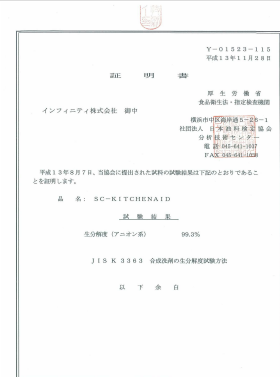 Y-01523-115
平成13年11月28日
証明書
厚生労働省
食品衛生法・指定検査機関
インフィニティ株式会社 御中
横浜市中区海岸通5-25-1
社団法人 日本油料検定協会
分析技術センター
電話 045-641-1037
FAX 045-641-1038
平成13年8月7日、当協会に提出された試料の試験結果は下記のとおりであるこ
とを証明します。
品名: SC-KITCHENAID
試験結果
生分解度(アニオン系) 99.3%
JIS K 3363 合成洗剤の生分解度試験方法
以下余白